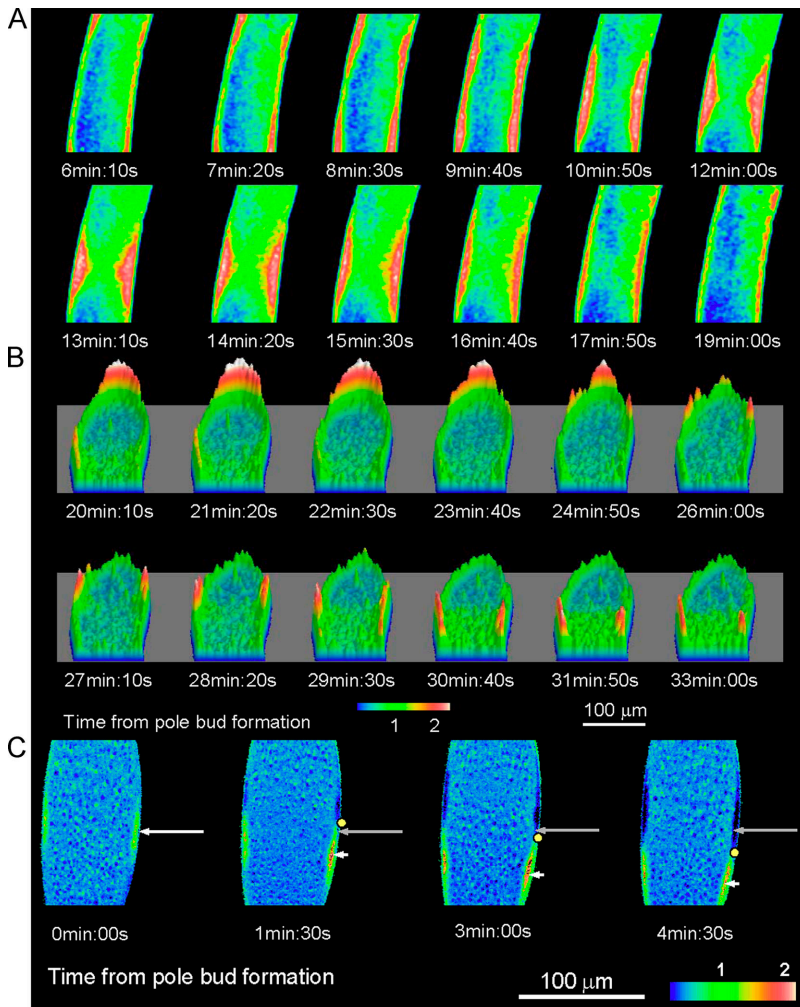 A
6min:10s 7min:20s 8min:30s 9min:40s 10min:50s 12min:00s
13min:10s 14min:20s 15min:30s 16min:40s 17min:50s 19min:00s
B
20min:10s 21min:20s 22min:30s 23min:40s 24min:50s 26min:00s
27min:10s 28min:20s 29min:30s 30min:40s 31min:50s 33min:00s
Time from pole bud formation 1 2 100 μm
C
0min:00s 1min:30s 3min:00s 4min:30s
Time from pole bud formation 100 μm 1 2